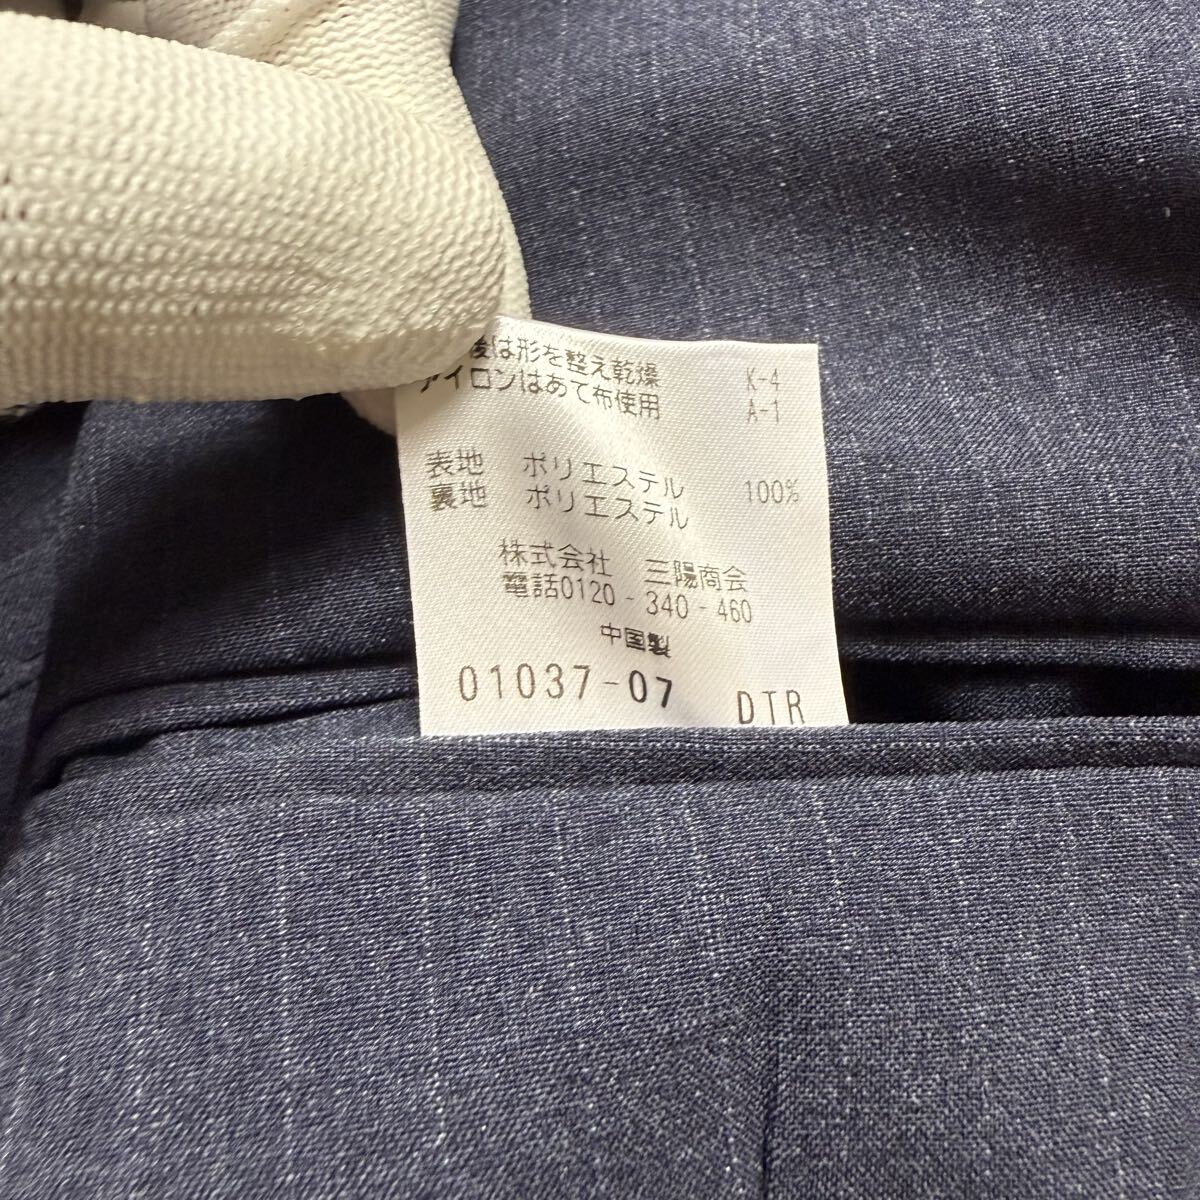 後は形を整え乾燥 K-4
アイロンはあて布使用 A-1
表地 ポリエステル 100%
裏地 ポリエステル
株式会社 三陽商会
電話0120-340-460
中国製
01037-07 DTR